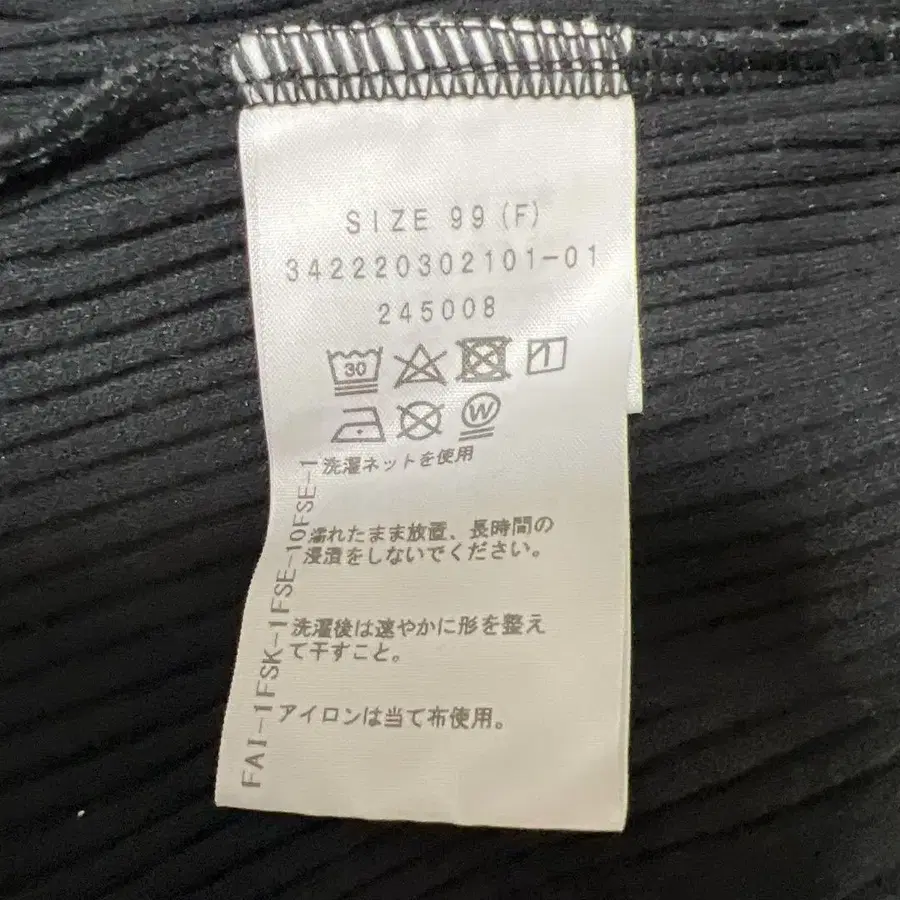 SIZE 99 (F)
342220302101-01
245008
30
W
洗濯ネットを使用
濡れたまま放置、長時間の
浸漬をしないでください。
洗濯後は速やかに形を整え
て干すこと。
アイロンは当て布使用。
FAI-1FSK-1FSE-10FSE-1